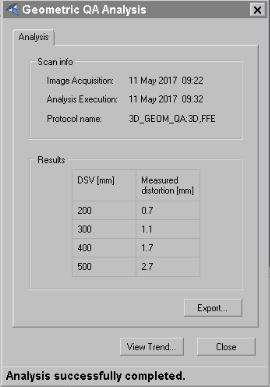 Geometric QA Analysis
Analysis
Scan info
Image Acquisition: 11 May 2017 09:22
Analysis Execution: 11 May 2017 09:32
Protocol name: 3D_GEOM_QA:3D,FFE
Results
DSV [mm] Measured distortion [mm]
200 0.7
300 1.1
400 1.7
500 2.7
Export...
View Trend... Close
Analysis successfully completed.